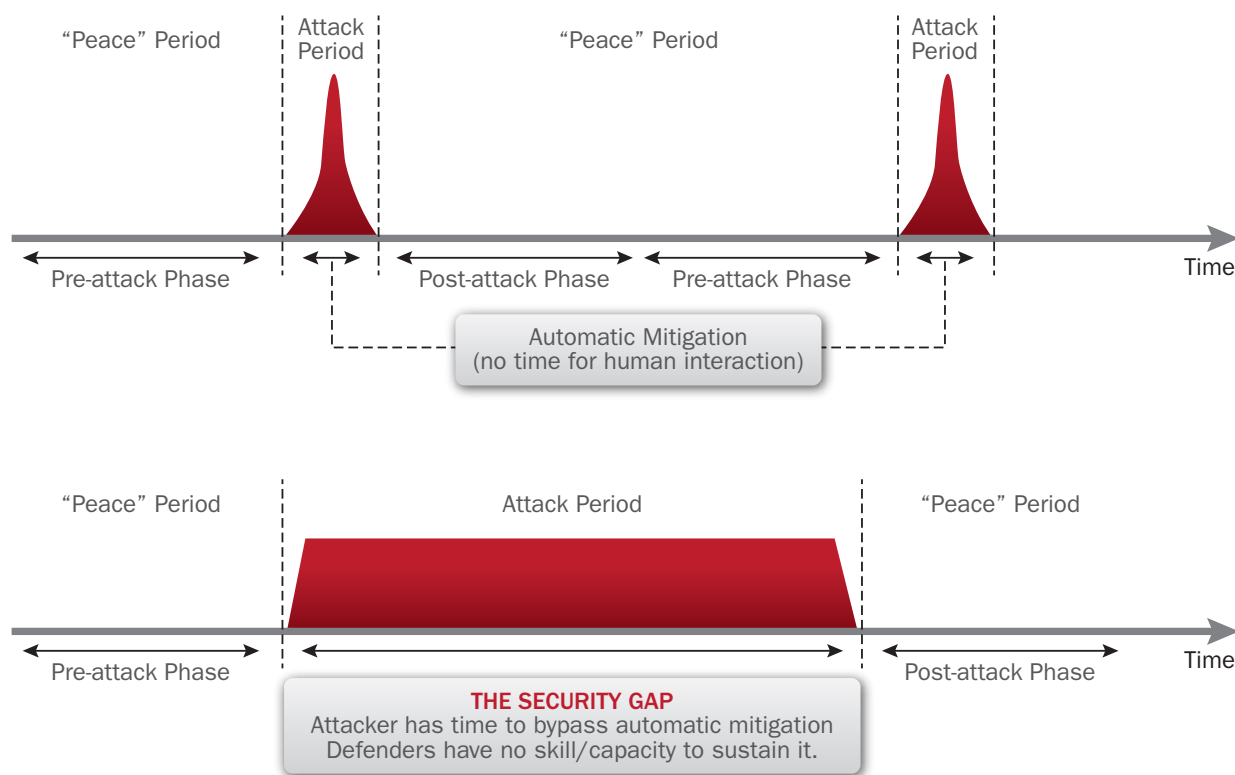 “Peace” Period
Attack
Period
“Peace” Period
Attack
Period
Pre-attack Phase
Post-attack Phase
Pre-attack Phase
Time
Automatic Mitigation
(no time for human interaction)
“Peace” Period
Attack Period
“Peace” Period
Pre-attack Phase
Post-attack Phase
Time
THE SECURITY GAP
Attacker has time to bypass automatic mitigation
Defenders have no skill/capacity to sustain it.